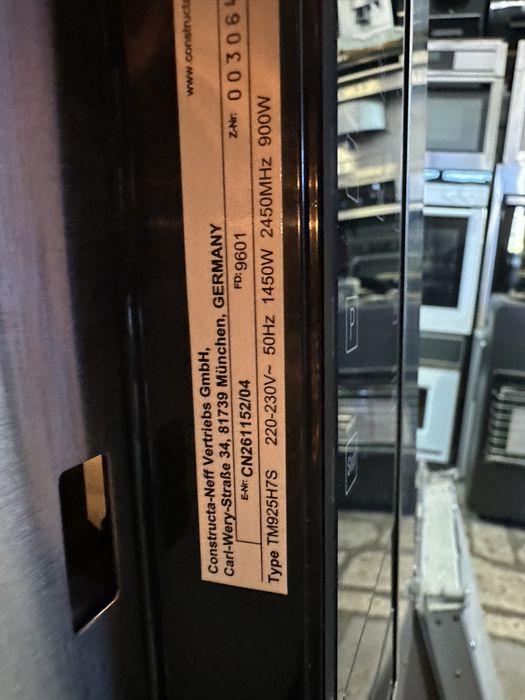 Constructa-Neff Vertriebs GmbH,
Carl-Wery-Straße 34, 81739 München, GERMANY
www.constructa
E-Nr: CN261152/04 FD: 9601 Z-Nr: 00306
Type TM925H7S 220-230V~ 50Hz 1450W 2450MHz 900W